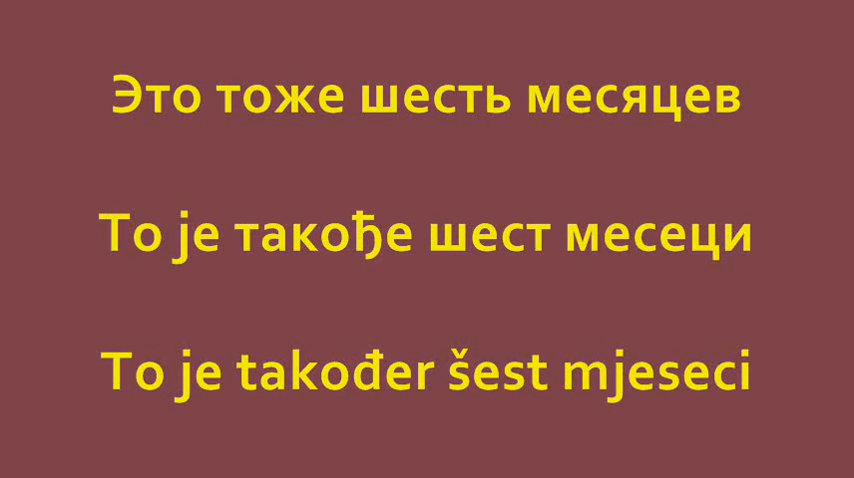 Это тоже шесть месяцев
То је такође шест месеци
To je također šest mjeseci